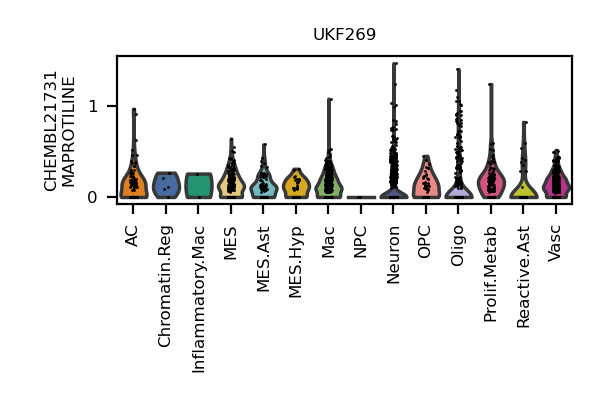 UKF269
CHEMBL21731
MAPROTILINE
1
0
AC
Chromatin.Reg
Inflammatory.Mac
MES
MES.Ast
MES.Hyp
Mac
NPC
Neuron
OPC
Oligo
Prolif.Metab
Reactive.Ast
Vasc